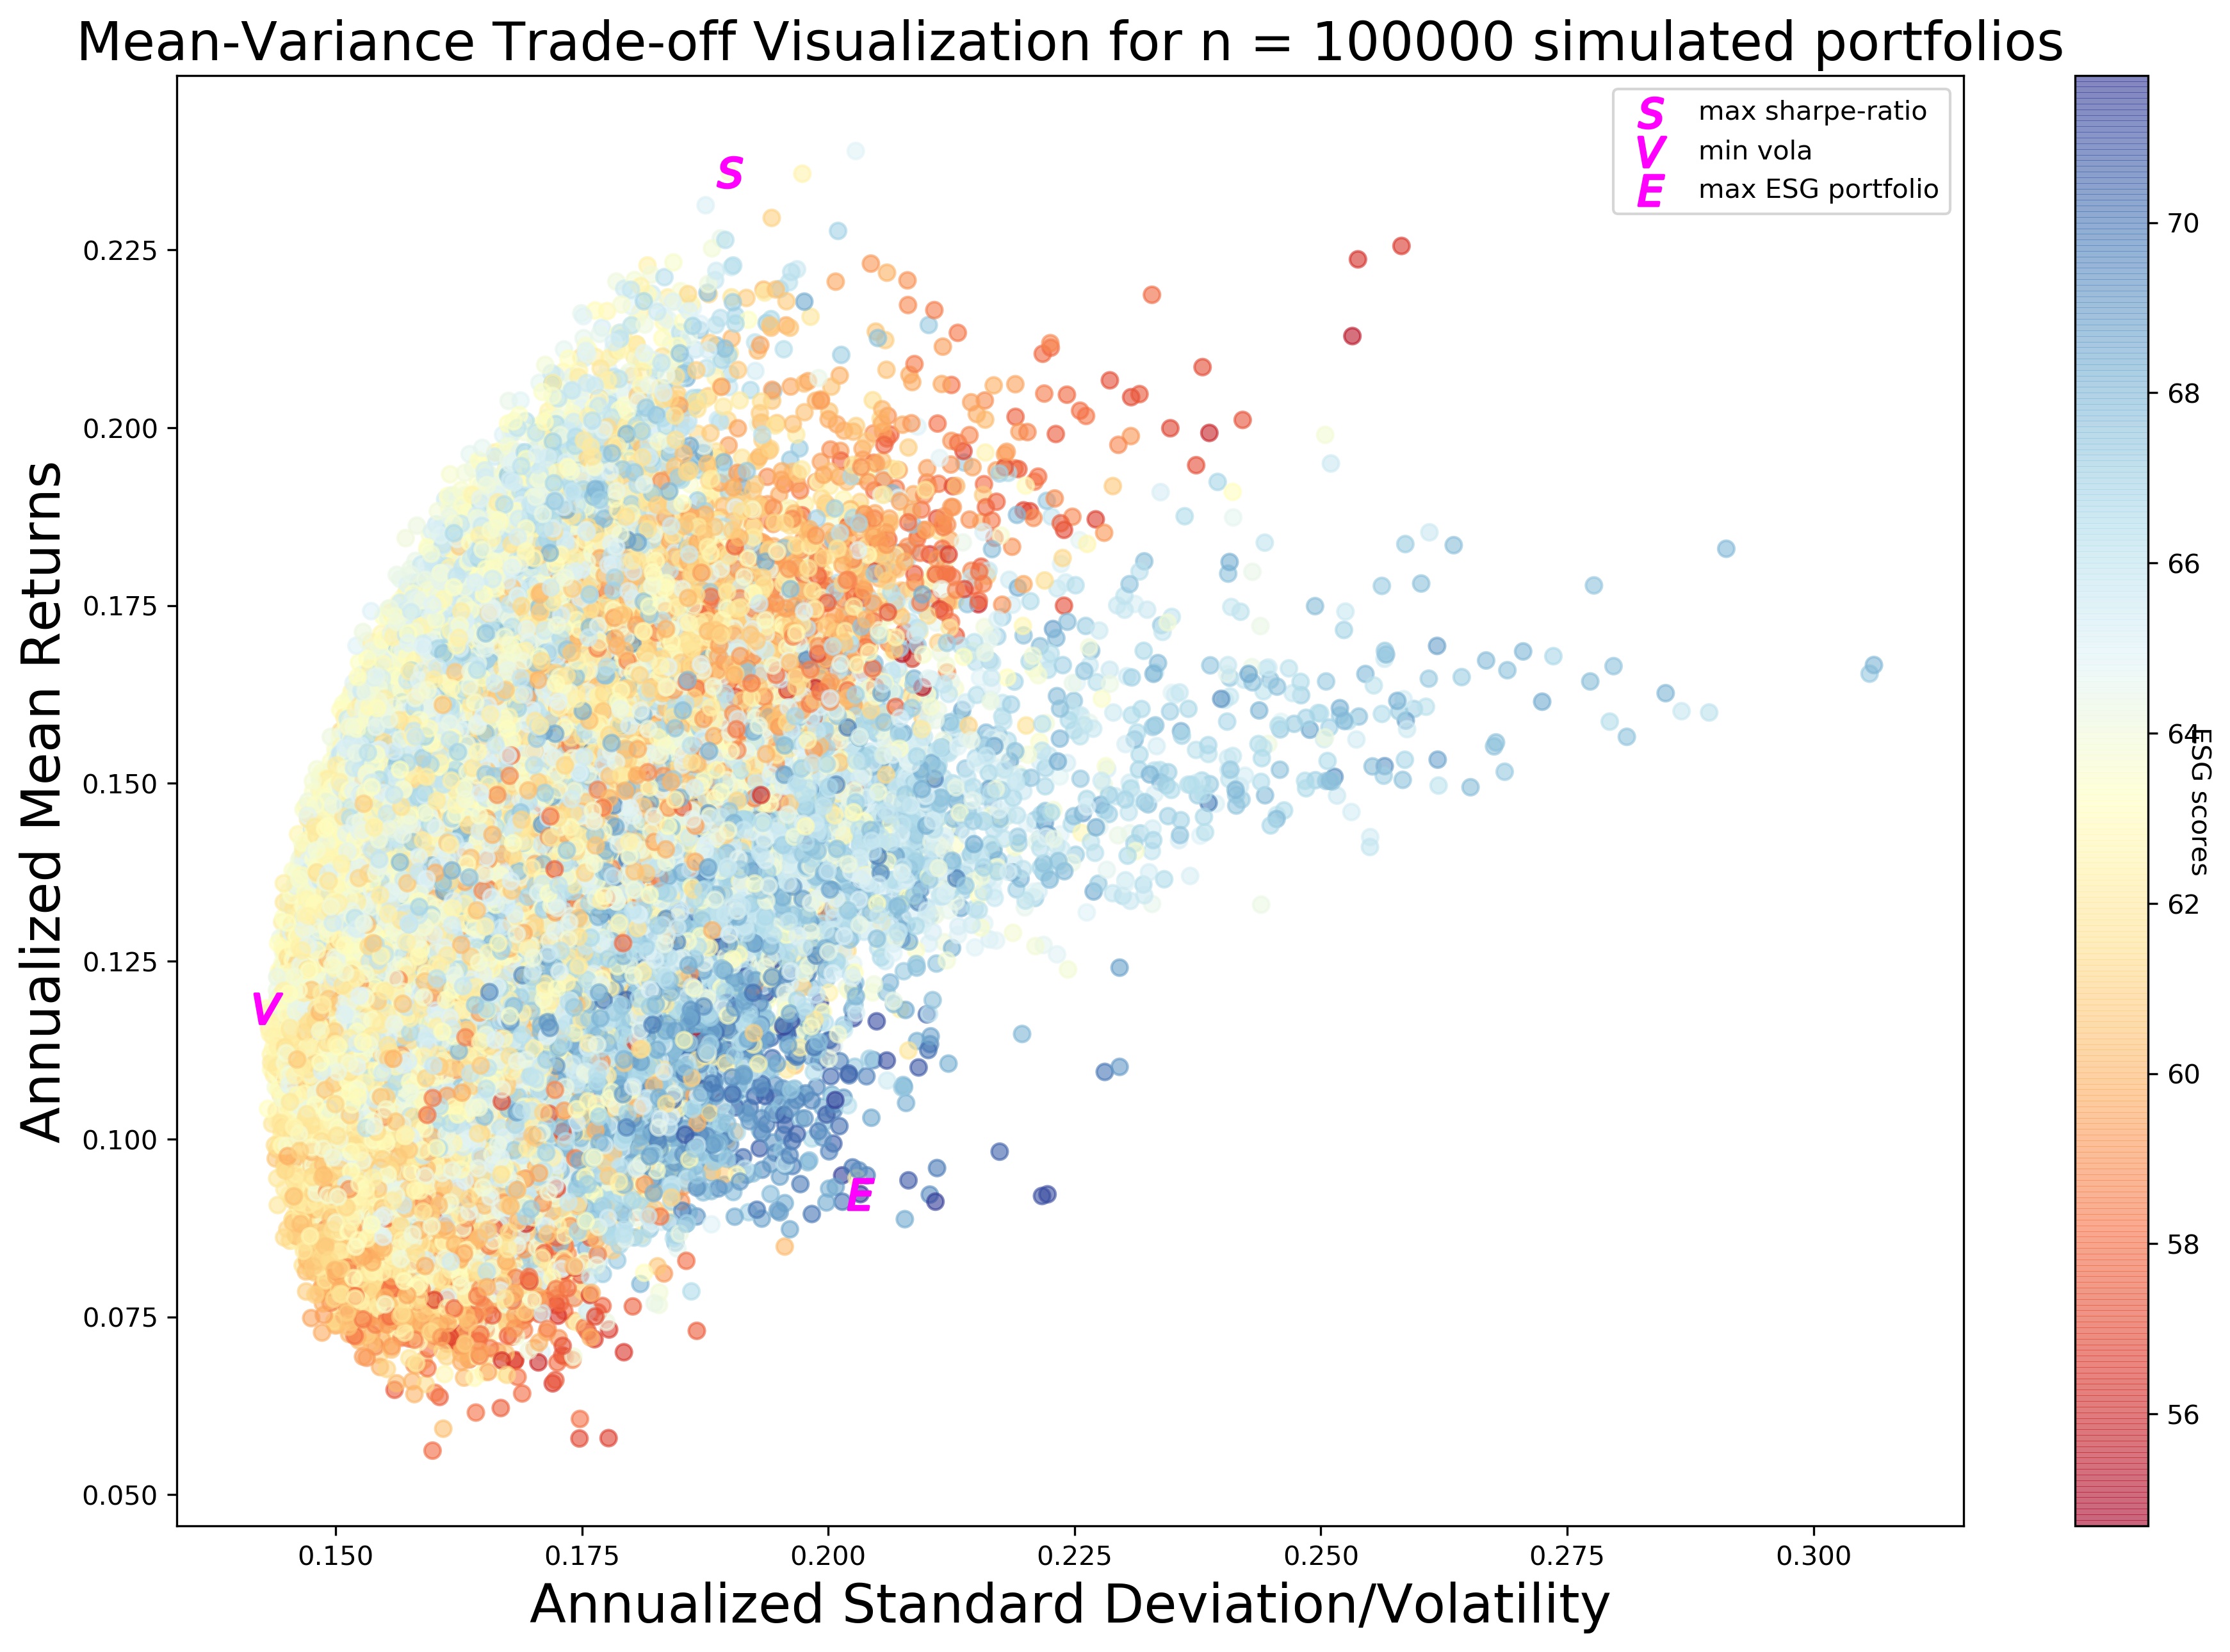 Mean-Variance Trade-off Visualization for n = 100000 simulated portfolios
S max sharpe-ratio
V min vola
E max ESG portfolio
S
V
E
Annualized Mean Returns
0.225
0.200
0.175
0.150
0.125
0.100
0.075
0.050
0.150 0.175 0.200 0.225 0.250 0.275 0.300
Annualized Standard Deviation/Volatility
70
68
66
64
62
60
58
56
ESG scores